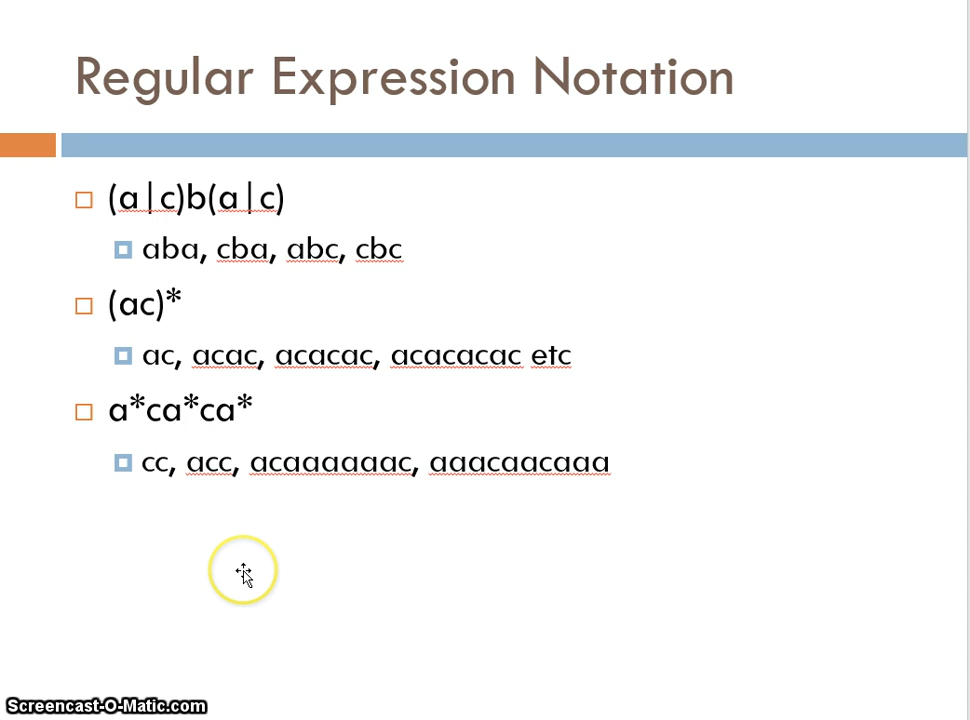 Regular Expression Notation
(a|c)b(a|c)
aba, cba, abc, cbc
(ac)*
ac, acac, acacac, acacacac etc
a*ca*ca*
cc, acc, acaaaaaac, aaacaacaaa
Screencast-O-Matic.com